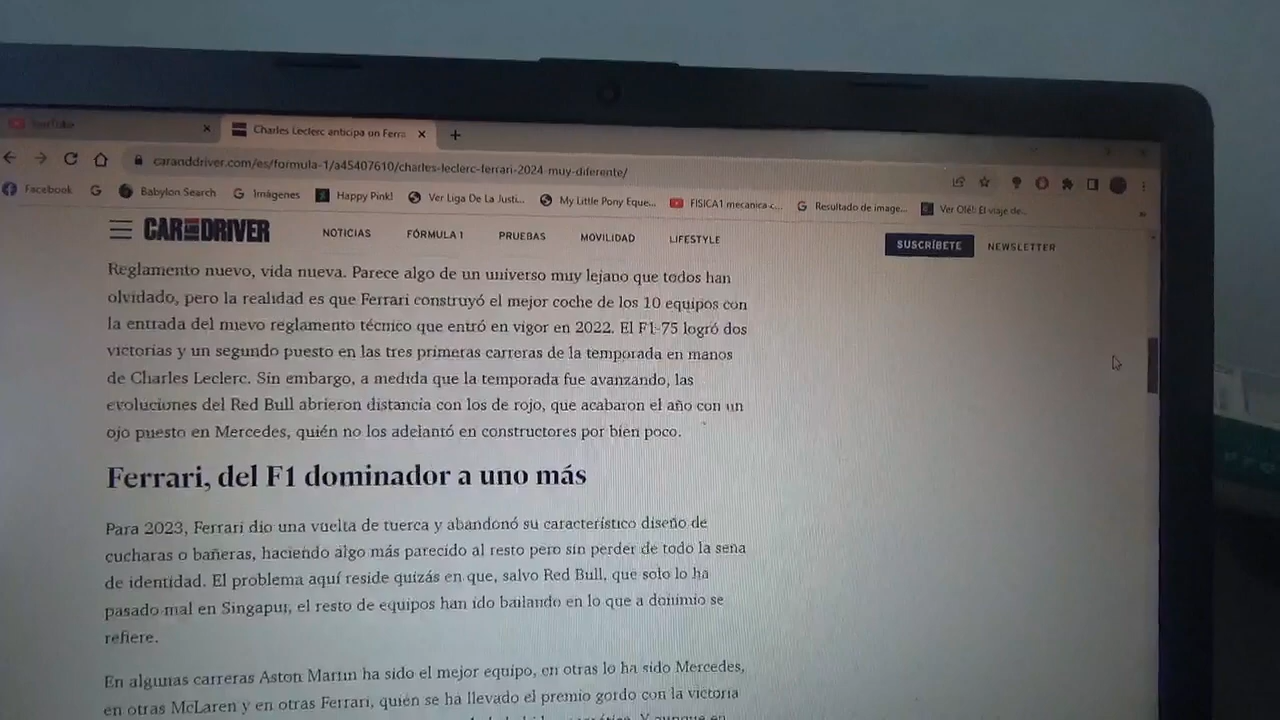 YouTube
Charles Leclerc anticipa un Ferra
caranddriver.com/es/formula-1/a45407610/charles-leclerc-ferrari-2024-muy-diferente/
Facebook
Babylon Search
Imágenes
Happy Pink!
Ver Liga De La Justi...
My Little Pony Eque...
FISICA1 mecanica-c...
Resultado de image...
Ver Olé!: El viaje de...
CAR AND DRIVER
NOTICIAS FÓRMULA 1 PRUEBAS MOVILIDAD LIFESTYLE SUSCRÍBETE NEWSLETTER
Reglamento nuevo, vida nueva. Parece algo de un universo muy lejano que todos han
olvidado, pero la realidad es que Ferrari construyó el mejor coche de los 10 equipos con
la entrada del nuevo reglamento técnico que entró en vigor en 2022. El F1-75 logró dos
victorias y un segundo puesto en las tres primeras carreras de la temporada en manos
de Charles Leclerc. Sin embargo, a medida que la temporada fue avanzando, las
evoluciones del Red Bull abrieron distancia con los de rojo, que acabaron el año con un
ojo puesto en Mercedes, quién no los adelantó en constructores por bien poco.
Ferrari, del F1 dominador a uno más
Para 2023, Ferrari dio una vuelta de tuerca y abandonó su característico diseño de
cucharas o bañeras, haciendo algo más parecido al resto pero sin perder de todo la seña
de identidad. El problema aquí reside quizás en que, salvo Red Bull, que solo lo ha
pasado mal en Singapur, el resto de equipos han ido bailando en lo que a dominio se
refiere.
En algunas carreras Aston Martin ha sido el mejor equipo, en otras lo ha sido Mercedes,
en otras McLaren y en otras Ferrari, quién se ha llevado el premio gordo con la victoria